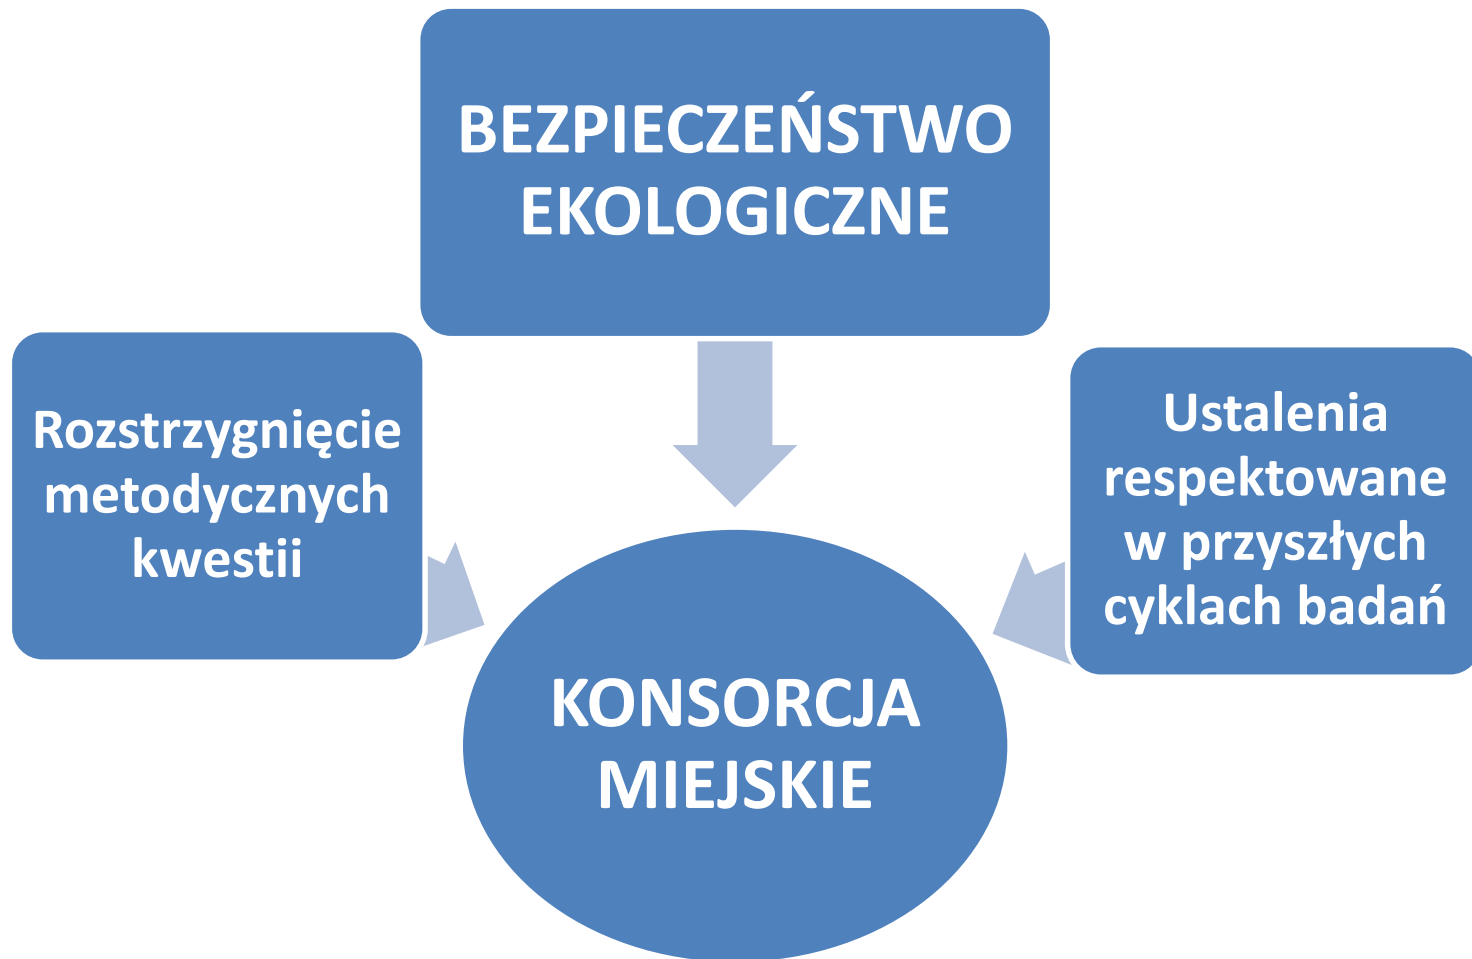 BEZPIECZEŃSTWO
EKOLOGICZNE
Rozstrzygnięcie
metodycznych
kwestii
Ustalenia
respektowane
w przyszłych
cyklach badań
KONSORCJA
MIEJSKIE